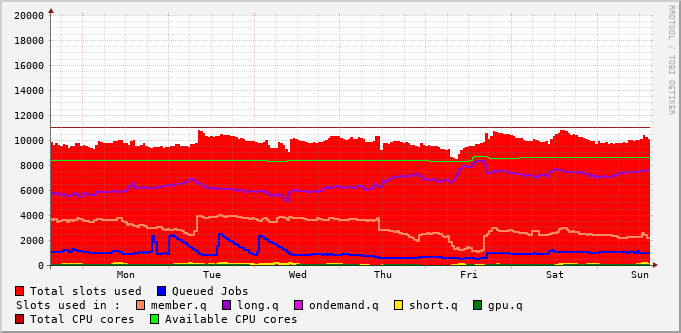 20000
18000
16000
14000
12000
10000
8000
6000
4000
2000
0
Mon Tue Wed Thu Fri Sat Sun
RRDTOOL / TOBI OETIKER
Total slots used Queued Jobs
Slots used in : member.q long.q ondemand.q short.q gpu.q
Total CPU cores Available CPU cores